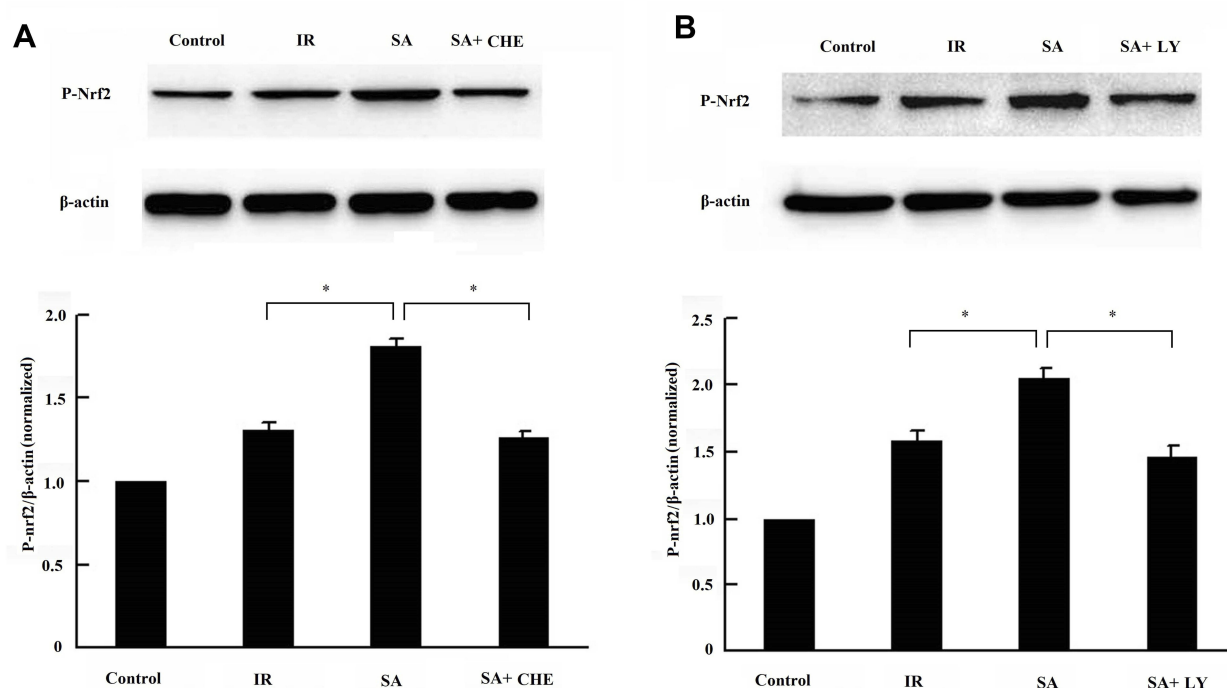 A
Control IR SA SA+ CHE
P-Nrf2
β-actin
* *
2.0
1.5
1.0
0.5
0
P-nrf2/β-actin (normalized)
Control IR SA SA+ CHE
B
Control IR SA SA+ LY
P-Nrf2
β-actin
* *
2.5
2.0
1.5
1.0
0.5
0
P-nrf2/β-actin (normalized)
Control IR SA SA+ LY